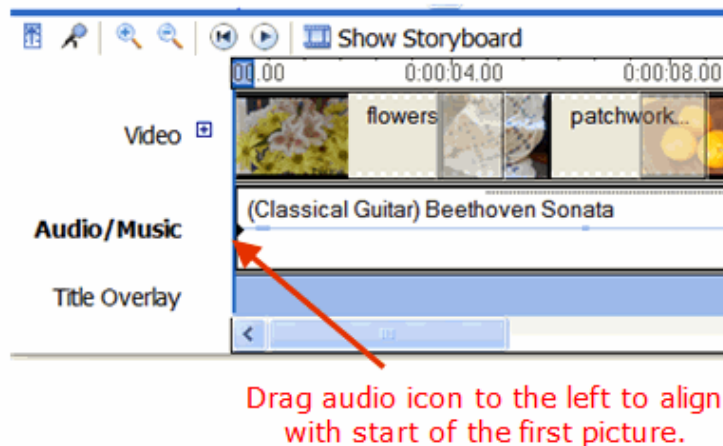 Show Storyboard
00.00 0:00:04.00 0:00:08.00
Video flowers patchwork...
(Classical Guitar) Beethoven Sonata
Audio/Music
Title Overlay
Drag audio icon to the left to align
with start of the first picture.